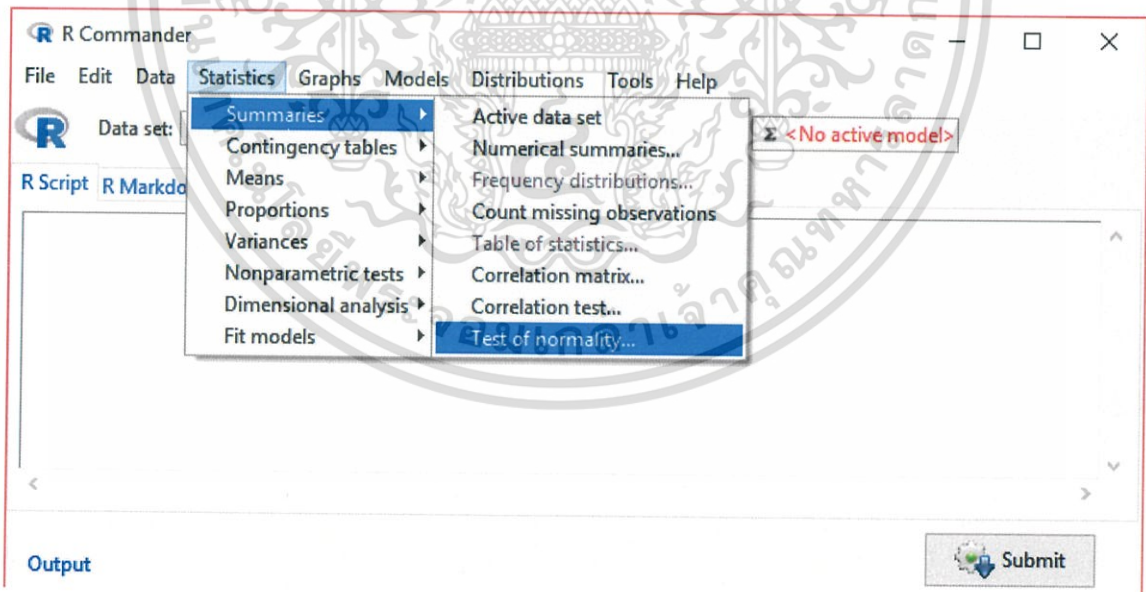 R Commander
File Edit Data Statistics Graphs Models Distributions Tools Help
Data set:
Σ <No active model>
R Script R Markdo
Summaries
Contingency tables
Means
Proportions
Variances
Nonparametric tests
Dimensional analysis
Fit models
Active data set
Numerical summaries...
Frequency distributions...
Count missing observations
Table of statistics...
Correlation matrix...
Correlation test...
Test of normality...
Output
Submit